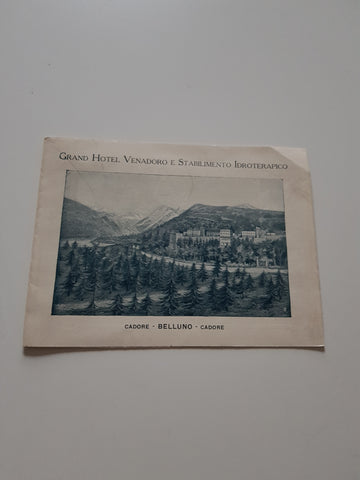 Grand Hotel Venadoro e Stabilimento Idroterapico
CADORE - BELLUNO - CADORE